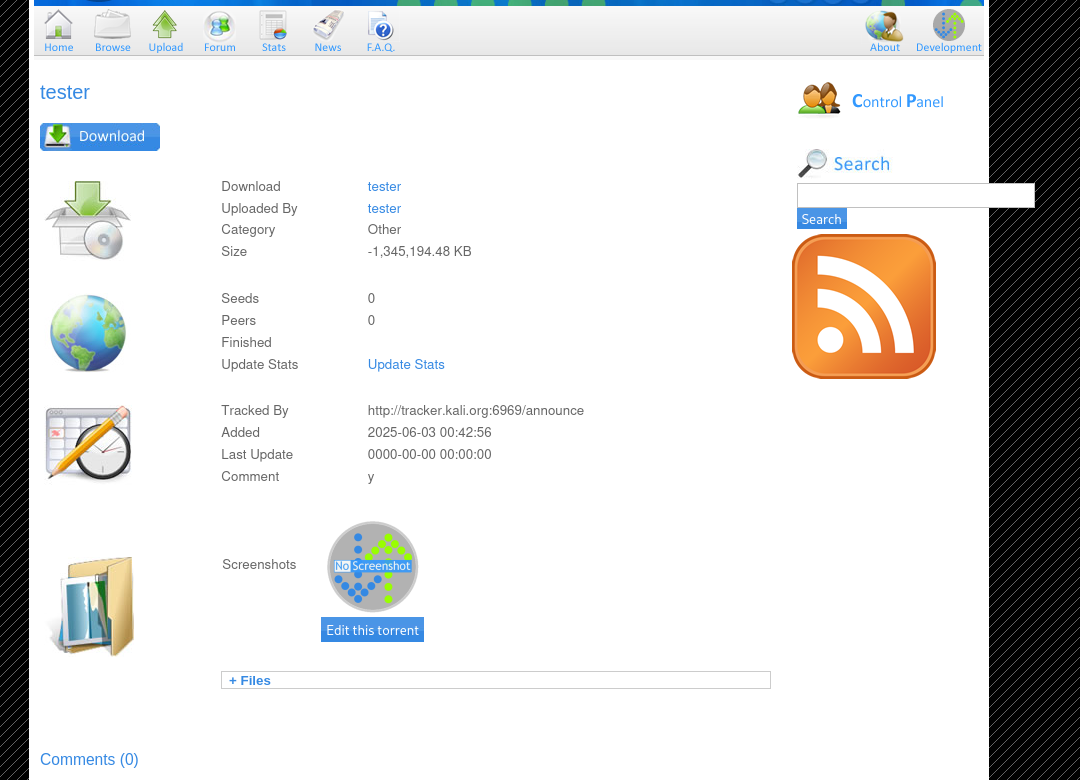 Home Browse Upload Forum Stats News F.A.Q. About Development
tester
Control Panel
Download
Search
Search
Download tester
Uploaded By tester
Category Other
Size -1,345,194.48 KB
Seeds 0
Peers 0
Finished
Update Stats Update Stats
Tracked By http://tracker.kali.org:6969/announce
Added 2025-06-03 00:42:56
Last Update 0000-00-00 00:00:00
Comment y
Screenshots No Screenshot
Edit this torrent
+ Files
Comments (0)